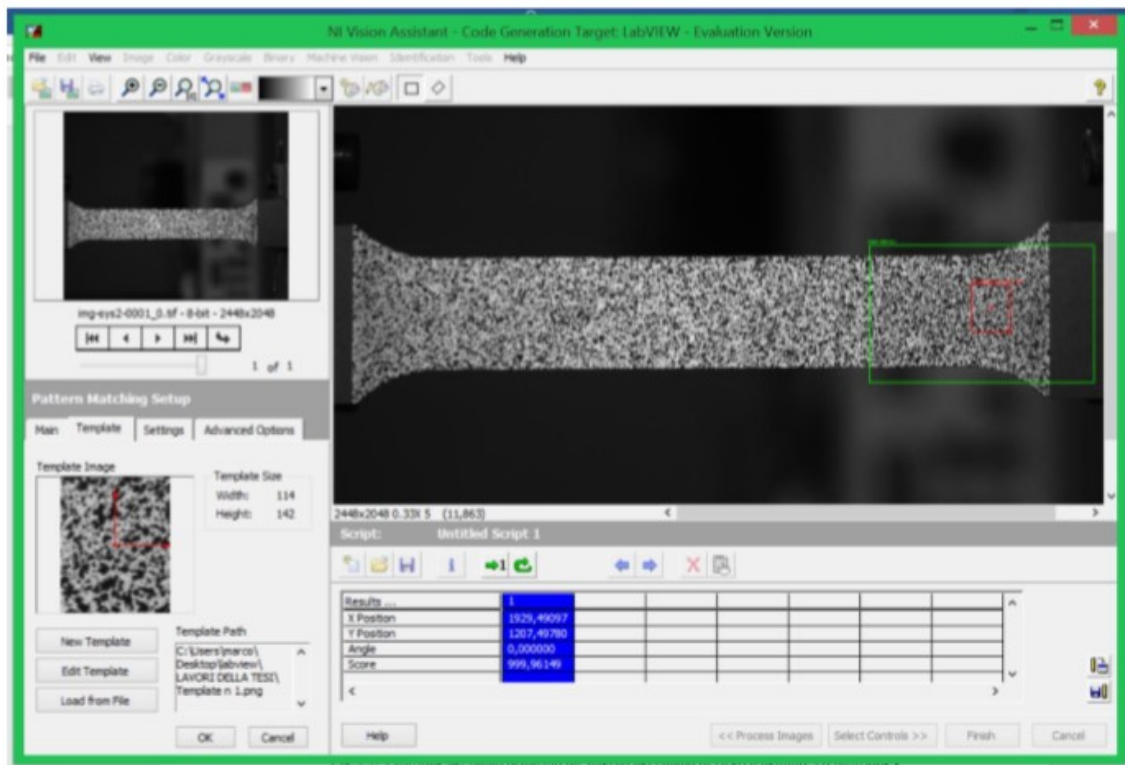 NI Vision Assistant - Code Generation Target: LabVIEW - Evaluation Version
File Edit View Image Color Grayscale Binary Machine Vision Identification Tools Help
img-sys2-0001_0.tif - 8-bit - 2448x2048
1 of 1
Pattern Matching Setup
Main Template Settings Advanced Options
Template Image
Template Size
Width: 114
Height: 142
New Template
Edit Template
Load from File
Template Path
C:\Users\marco\
Desktop\labview\
LAVORI DELLA TESI\
Template n 1.png
OK Cancel
2448x2048 0.33X 5 (11,863)
Script: Untitled Script 1
1
Results ... 1
X Position 1929,49097
Y Position 1207,49780
Angle 0,000000
Score 999,96149
Help << Process Images Select Controls >> Finish Cancel